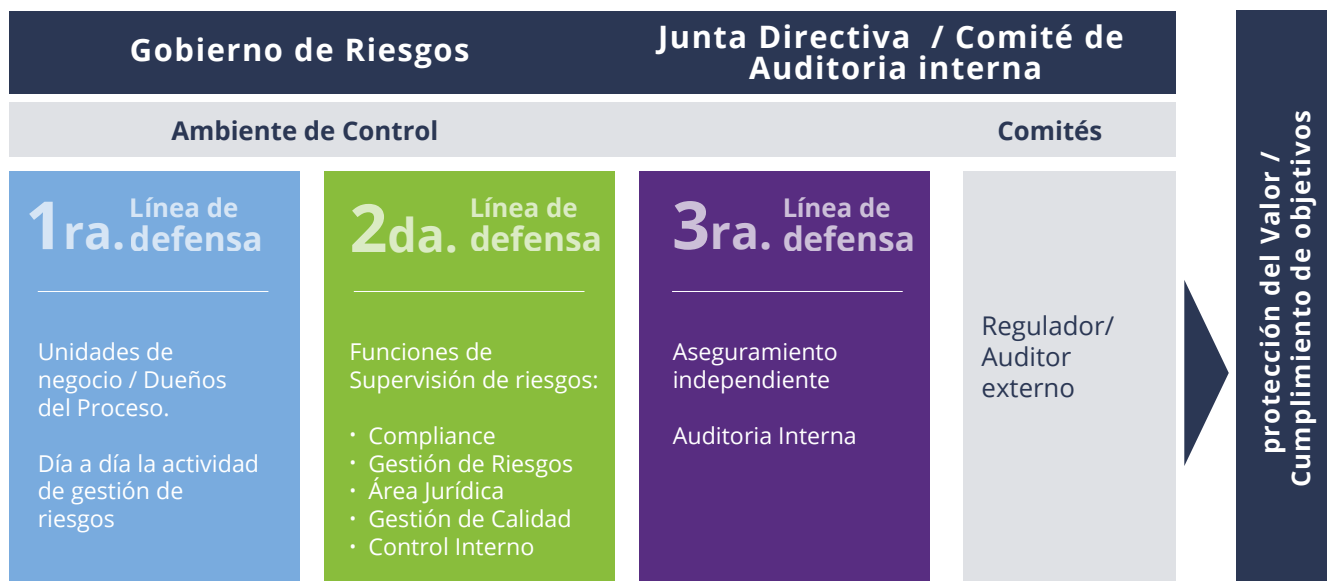 Gobierno de Riesgos
Junta Directiva / Comité de
Auditoria interna
Ambiente de Control
Comités
1ra. Línea de
defensa
Unidades de
negocio / Dueños
del Proceso.
Día a día la actividad
de gestión de
riesgos
2da. Línea de
defensa
Funciones de
Supervisión de riesgos:
• Compliance
• Gestión de Riesgos
• Área Jurídica
• Gestión de Calidad
• Control Interno
3ra. Línea de
defensa
Aseguramiento
independiente
Auditoria Interna
Regulador/
Auditor
externo
protección del Valor /
Cumplimiento de objetivos